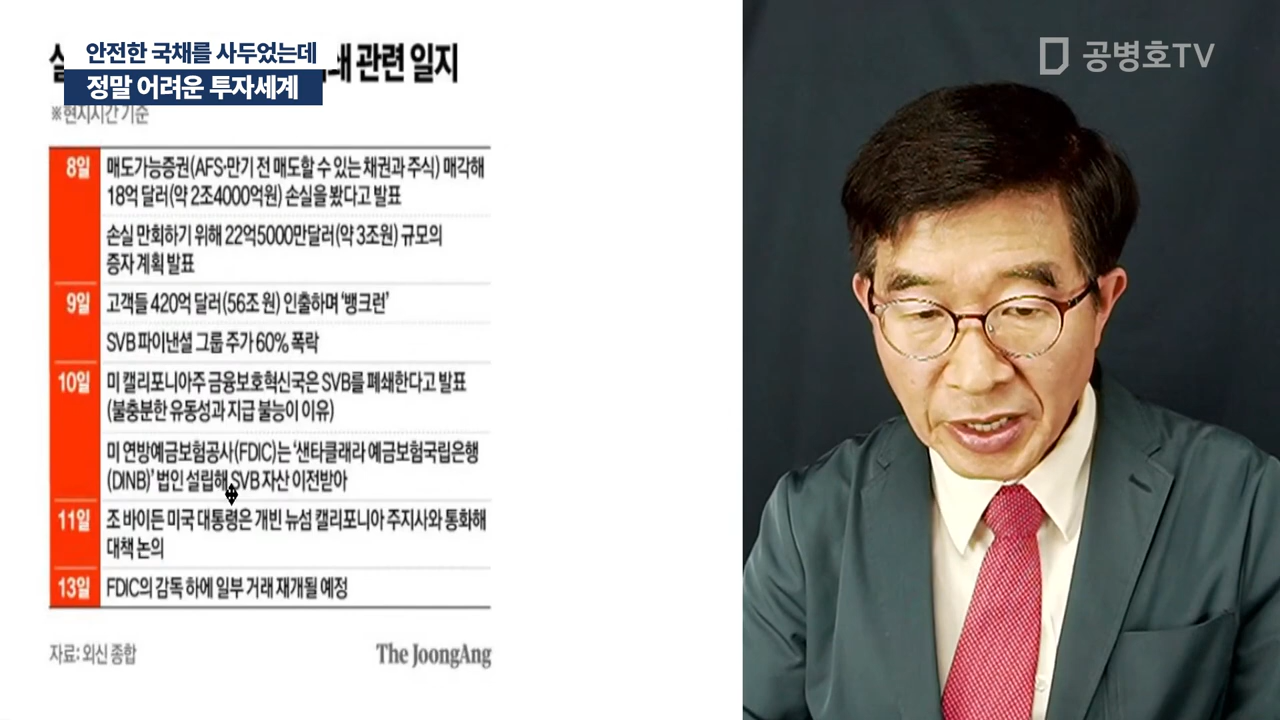 안전한 국채를 사두었는데
정말 어려운 투자세계
관련 일지
※현지시간 기준
공병호TV
8일
매도가능증권(AFS·만기 전 매도할 수 있는 채권과 주식) 매각해
18억 달러(약 2조4000억원) 손실을 봤다고 발표
손실 만회하기 위해 22억5000만달러(약 3조원) 규모의
증자 계획 발표
9일
고객들 420억 달러(56조 원) 인출하며 ‘뱅크런’
SVB 파이낸셜 그룹 주가 60% 폭락
10일
미 캘리포니아주 금융보호혁신국은 SVB를 폐쇄한다고 발표
(불충분한 유동성과 지급 불능이 이유)
미 연방예금보험공사(FDIC)는 ‘샌타클래라 예금보험국립은행
(DINB)’ 법인 설립해 SVB 자산 이전받아
11일
조 바이든 미국 대통령은 개빈 뉴섬 캘리포니아 주지사와 통화해
대책 논의
13일
FDIC의 감독 하에 일부 거래 재개될 예정
자료: 외신 종합
The JoongAng